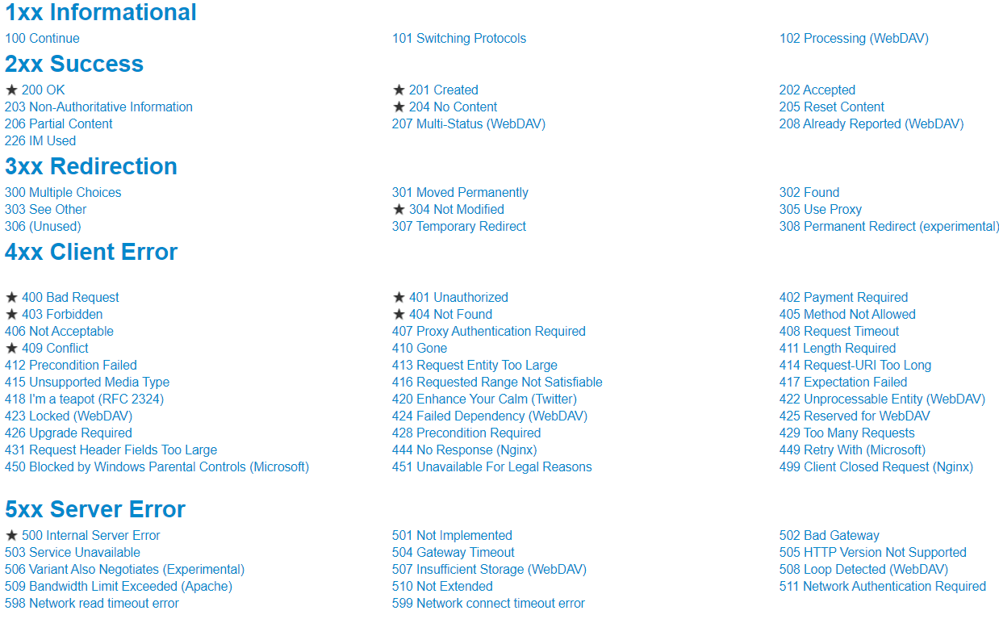 1xx Informational
100 Continue 101 Switching Protocols 102 Processing (WebDAV)
2xx Success
★ 200 OK ★ 201 Created 202 Accepted
203 Non-Authoritative Information ★ 204 No Content 205 Reset Content
206 Partial Content 207 Multi-Status (WebDAV) 208 Already Reported (WebDAV)
226 IM Used
3xx Redirection
300 Multiple Choices 301 Moved Permanently 302 Found
303 See Other ★ 304 Not Modified 305 Use Proxy
306 (Unused) 307 Temporary Redirect 308 Permanent Redirect (experimental)
4xx Client Error
★ 400 Bad Request ★ 401 Unauthorized 402 Payment Required
★ 403 Forbidden ★ 404 Not Found 405 Method Not Allowed
406 Not Acceptable 407 Proxy Authentication Required 408 Request Timeout
★ 409 Conflict 410 Gone 411 Length Required
412 Precondition Failed 413 Request Entity Too Large 414 Request-URI Too Long
415 Unsupported Media Type 416 Requested Range Not Satisfiable 417 Expectation Failed
418 I'm a teapot (RFC 2324) 420 Enhance Your Calm (Twitter) 422 Unprocessable Entity (WebDAV)
423 Locked (WebDAV) 424 Failed Dependency (WebDAV) 425 Reserved for WebDAV
426 Upgrade Required 428 Precondition Required 429 Too Many Requests
431 Request Header Fields Too Large 444 No Response (Nginx) 449 Retry With (Microsoft)
450 Blocked by Windows Parental Controls (Microsoft) 451 Unavailable For Legal Reasons 499 Client Closed Request (Nginx)
5xx Server Error
★ 500 Internal Server Error 501 Not Implemented 502 Bad Gateway
503 Service Unavailable 504 Gateway Timeout 505 HTTP Version Not Supported
506 Variant Also Negotiates (Experimental) 507 Insufficient Storage (WebDAV) 508 Loop Detected (WebDAV)
509 Bandwidth Limit Exceeded (Apache) 510 Not Extended 511 Network Authentication Required
598 Network read timeout error 599 Network connect timeout error